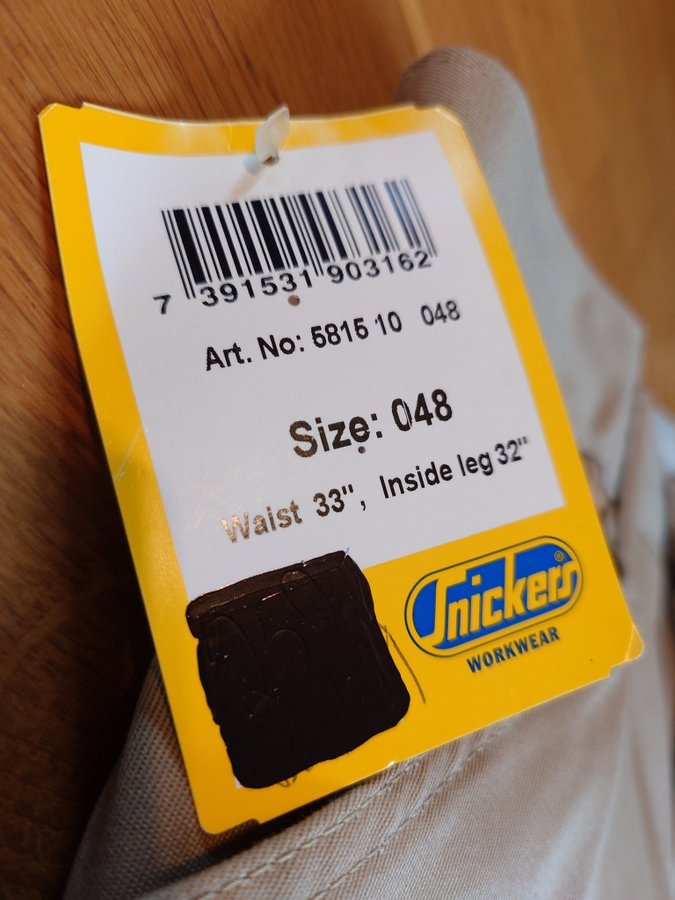 7 391531 903162
Art. No: 5815 10 048
Size: 048
Waist 33", Inside leg 32"
Snickers®
WORKWEAR